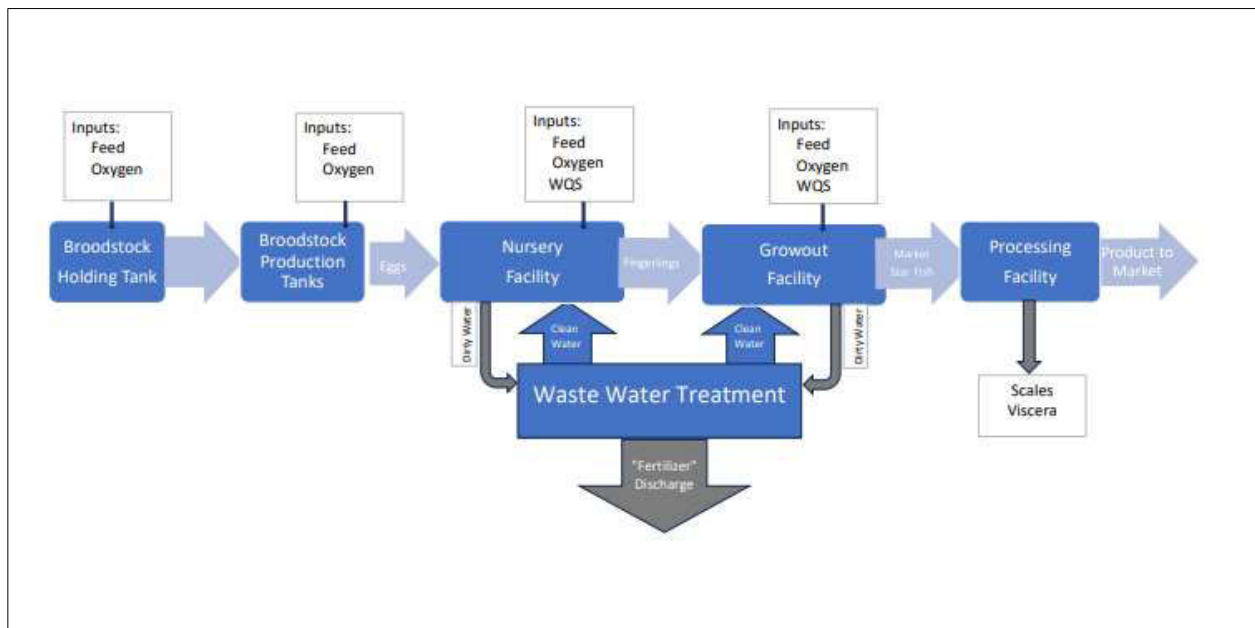 Inputs:
Feed
Oxygen
Inputs:
Feed
Oxygen
Inputs:
Feed
Oxygen
WQS
Inputs:
Feed
Oxygen
WQS
Broodstock
Holding Tank
Broodstock
Production
Tanks
Eggs
Nursery
Facility
Fingerlings
Growout
Facility
Market
Size Fish
Processing
Facility
Product to
Market
Dirty Water
Clean
Water
Clean
Water
Dirty Water
Waste Water Treatment
Scales
Viscera
"Fertilizer"
Discharge